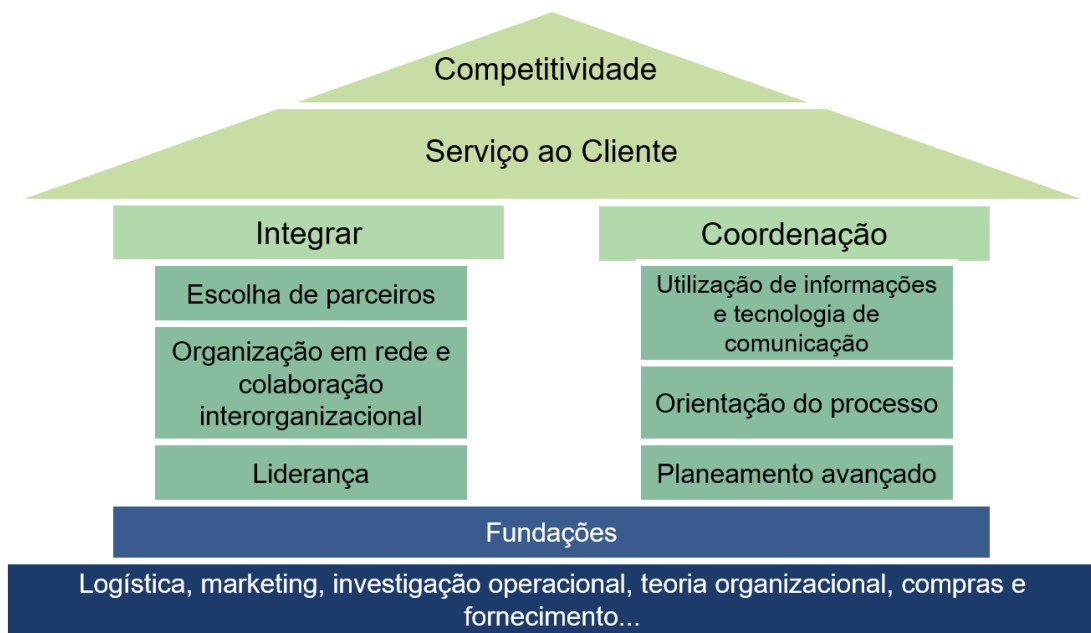 Competitividade
Serviço ao Cliente
Integrar
Escolha de parceiros
Organização em rede e
colaboração
interorganizacional
Liderança
Coordenação
Utilização de informações
e tecnologia de
comunicação
Orientação do processo
Planeamento avançado
Fundações
Logística, marketing, investigação operacional, teoria organizacional, compras e
fornecimento...